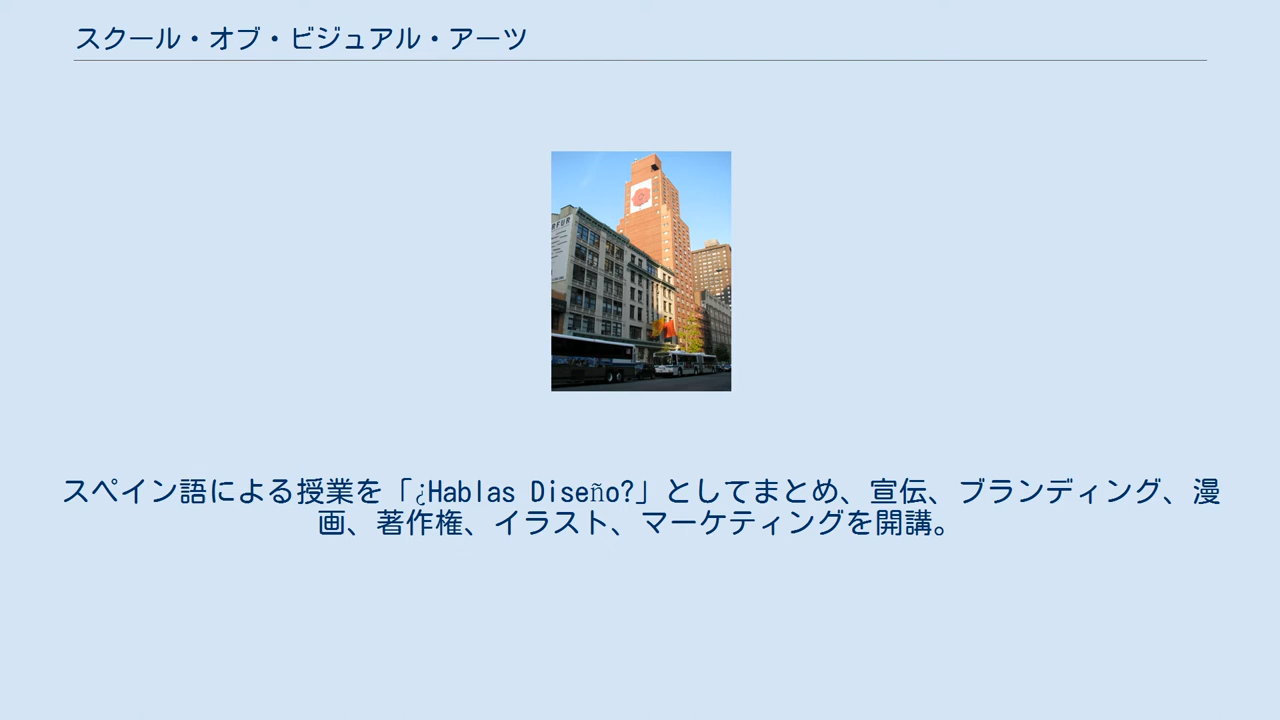 スクール・オブ・ビジュアル・アーツ
スペイン語による授業を「¿Hablas Diseño?」としてまとめ、宣伝、ブランディング、漫
画、著作権、イラスト、マーケティングを開講。